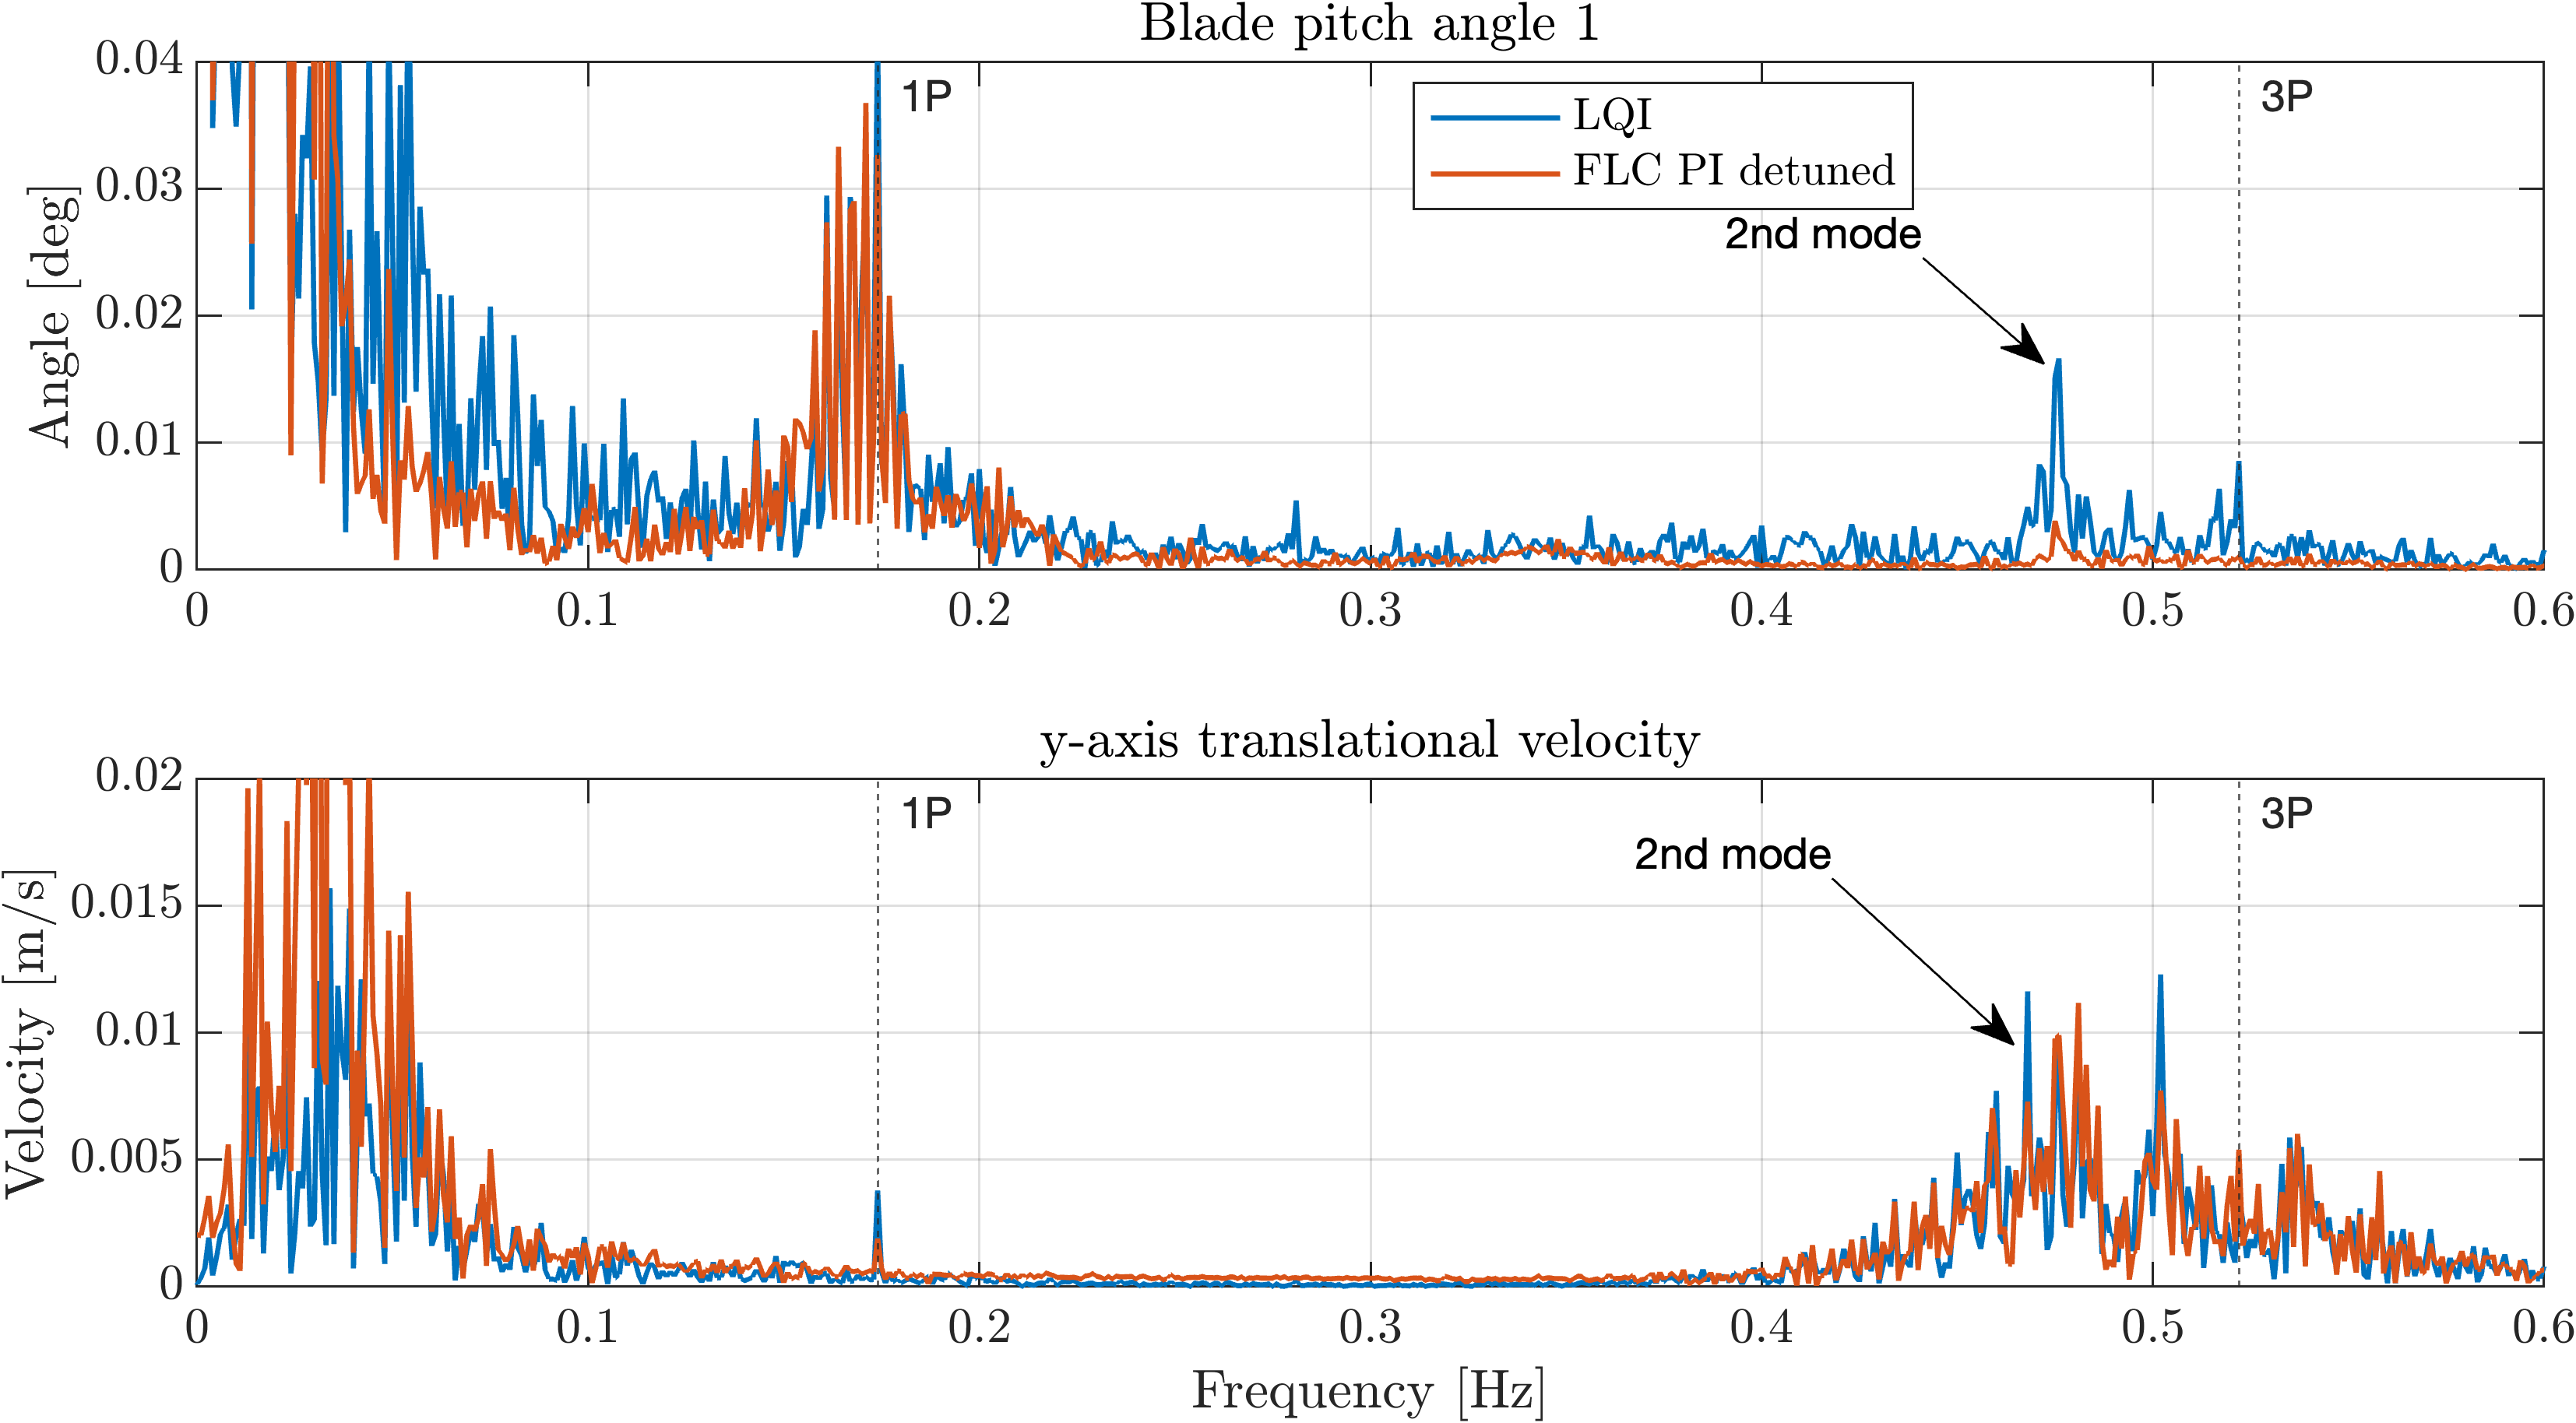 Blade pitch angle 1
Angle [deg]
0.04
0.03
0.02
0.01
0
1P
3P
LQI
FLC PI detuned
2nd mode
0 0.1 0.2 0.3 0.4 0.5 0.6
y-axis translational velocity
Velocity [m/s]
0.02
0.015
0.01
0.005
0
1P
3P
2nd mode
0 0.1 0.2 0.3 0.4 0.5 0.6
Frequency [Hz]